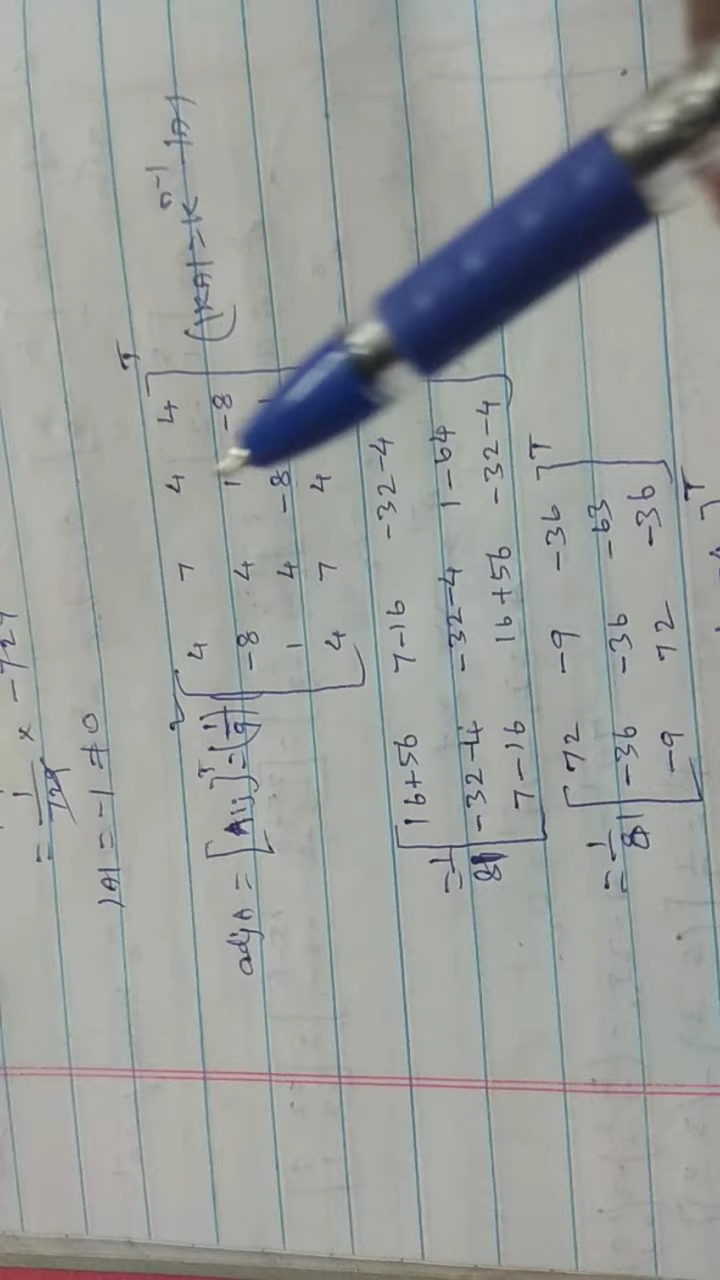 = 1/729 x -729
|A| = -1 ≠ 0
adj A = [Aij]ᵀ = (1/9)² [ 4 7 4 4 ]ᵀ (|KA| = Kⁿ⁻¹ |A|
-8 4 1 -8
1 4 -8
4 7 4
= 1/81 [ 16+56 7-16 -32-4
-32-4 -32-4 1-64
7-16 16+56 -32-4 ]
= 1/81 [ 72 -9 -36 ]ᵀ
-36 -36 -63
-9 72 -36
]ᵀ